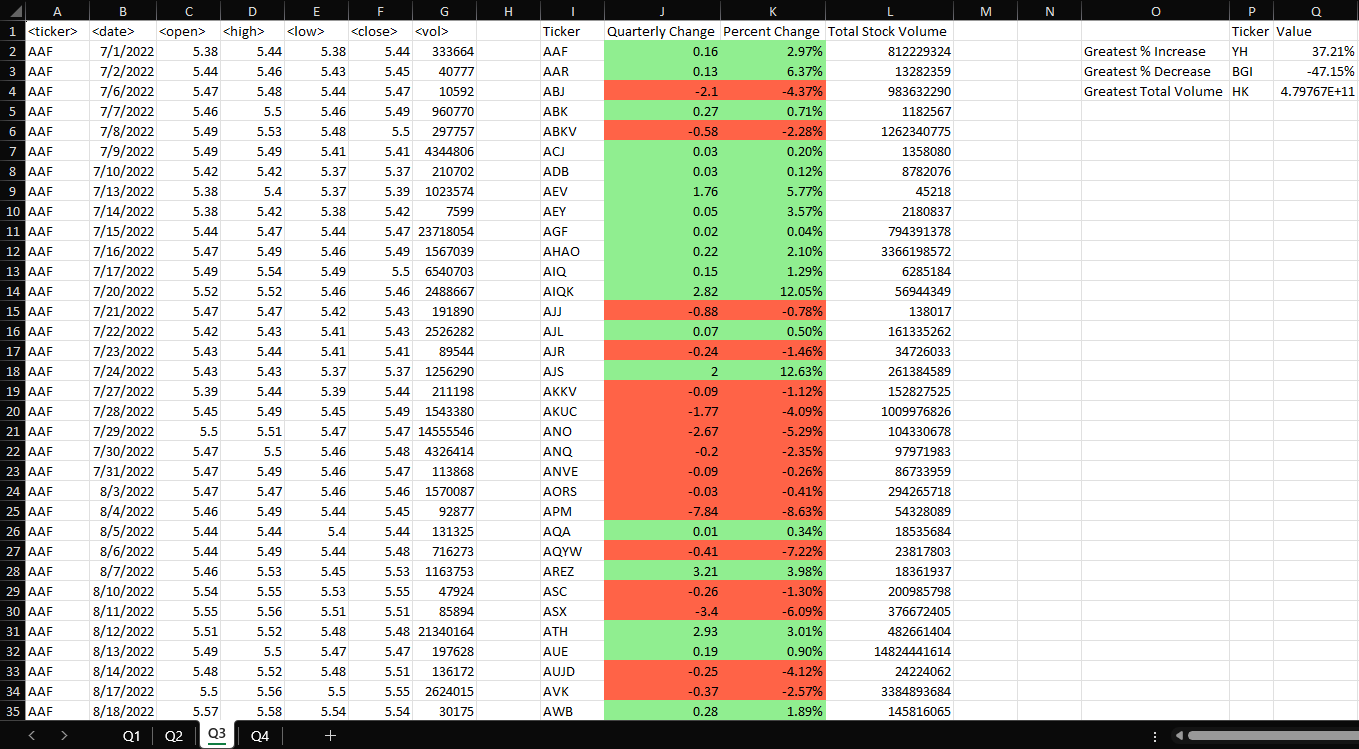 A B C D E F G H I J K L M N O P Q
1 <ticker> <date> <open> <high> <low> <close> <vol> Ticker Quarterly Change Percent Change Total Stock Volume Ticker Value
2 AAF 7/1/2022 5.38 5.44 5.38 5.44 333664 AAF 0.16 2.97% 812229324 Greatest % Increase YH 37.21%
3 AAF 7/2/2022 5.44 5.46 5.43 5.45 40777 AAR 0.13 6.37% 13282359 Greatest % Decrease BGI -47.15%
4 AAF 7/6/2022 5.47 5.48 5.44 5.47 10592 ABJ -2.1 -4.37% 983632290 Greatest Total Volume HK 4.79767E+11
5 AAF 7/7/2022 5.46 5.5 5.46 5.49 960770 ABK 0.27 0.71% 1182567
6 AAF 7/8/2022 5.49 5.53 5.48 5.5 297757 ABKV -0.58 -2.28% 1262340775
7 AAF 7/9/2022 5.49 5.49 5.41 5.41 4344806 ACJ 0.03 0.20% 1358080
8 AAF 7/10/2022 5.42 5.42 5.37 5.37 210702 ADB 0.03 0.12% 8782076
9 AAF 7/13/2022 5.38 5.4 5.37 5.39 1023574 AEV 1.76 5.77% 45218
10 AAF 7/14/2022 5.38 5.42 5.38 5.42 7599 AEY 0.05 3.57% 2180837
11 AAF 7/15/2022 5.44 5.47 5.44 5.47 23718054 AGF 0.02 0.04% 794391378
12 AAF 7/16/2022 5.47 5.49 5.46 5.49 1567039 AHAO 0.22 2.10% 3366198572
13 AAF 7/17/2022 5.49 5.54 5.49 5.5 6540703 AIQ 0.15 1.29% 6285184
14 AAF 7/20/2022 5.52 5.52 5.46 5.46 2488667 AIQK 2.82 12.05% 56944349
15 AAF 7/21/2022 5.47 5.47 5.42 5.43 191890 AJJ -0.88 -0.78% 138017
16 AAF 7/22/2022 5.42 5.43 5.41 5.43 2526282 AJL 0.07 0.50% 161335262
17 AAF 7/23/2022 5.43 5.44 5.41 5.41 89544 AJR -0.24 -1.46% 34726033
18 AAF 7/24/2022 5.43 5.43 5.37 5.37 1256290 AJS 2 12.63% 261384589
19 AAF 7/27/2022 5.39 5.44 5.39 5.44 211198 AKKV -0.09 -1.12% 152827525
20 AAF 7/28/2022 5.45 5.49 5.45 5.49 1543380 AKUC -1.77 -4.09% 1009976826
21 AAF 7/29/2022 5.5 5.51 5.47 5.47 14555546 ANO -2.67 -5.29% 104330678
22 AAF 7/30/2022 5.47 5.5 5.46 5.48 4326414 ANQ -0.2 -2.35% 97971983
23 AAF 7/31/2022 5.47 5.49 5.46 5.47 113868 ANVE -0.09 -0.26% 86733959
24 AAF 8/3/2022 5.47 5.47 5.46 5.46 1570087 AORS -0.03 -0.41% 294265718
25 AAF 8/4/2022 5.46 5.49 5.44 5.45 92877 APM -7.84 -8.63% 54328089
26 AAF 8/5/2022 5.44 5.44 5.4 5.44 131325 AQA 0.01 0.34% 18535684
27 AAF 8/6/2022 5.44 5.49 5.44 5.48 716273 AQYW -0.41 -7.22% 23817803
28 AAF 8/7/2022 5.46 5.53 5.45 5.53 1163753 AREZ 3.21 3.98% 18361937
29 AAF 8/10/2022 5.54 5.55 5.53 5.55 47924 ASC -0.26 -1.30% 200985798
30 AAF 8/11/2022 5.55 5.56 5.51 5.51 85894 ASX -3.4 -6.09% 376672405
31 AAF 8/12/2022 5.51 5.52 5.48 5.48 21340164 ATH 2.93 3.01% 482661404
32 AAF 8/13/2022 5.49 5.5 5.47 5.47 197628 AUE 0.19 0.90% 14824441614
33 AAF 8/14/2022 5.48 5.52 5.48 5.51 136172 AUJD -0.25 -4.12% 24224062
34 AAF 8/17/2022 5.5 5.56 5.5 5.55 2624015 AVK -0.37 -2.57% 3384893684
35 AAF 8/18/2022 5.57 5.58 5.54 5.54 30175 AWB 0.28 1.89% 145816065
Q1 Q2 Q3 Q4